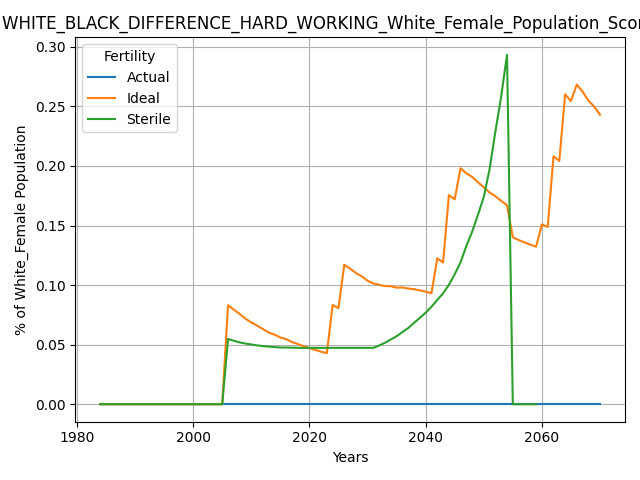 WHITE_BLACK_DIFFERENCE_HARD_WORKING_White_Female_Population_Scor
Fertility
Actual
Ideal
Sterile
% of White_Female Population
0.30
0.25
0.20
0.15
0.10
0.05
0.00
1980
2000
2020
2040
2060
Years